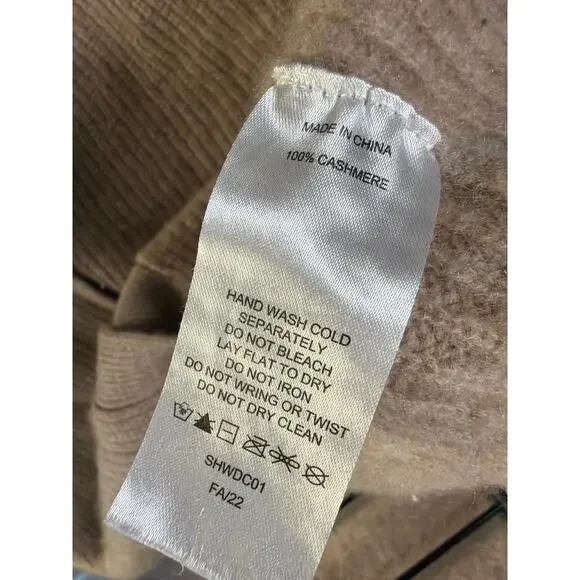 MADE IN CHINA
100% CASHMERE
HAND WASH COLD
SEPARATELY
DO NOT BLEACH
LAY FLAT TO DRY
DO NOT IRON
DO NOT WRING OR TWIST
DO NOT DRY CLEAN
SHWDC01
FA/22